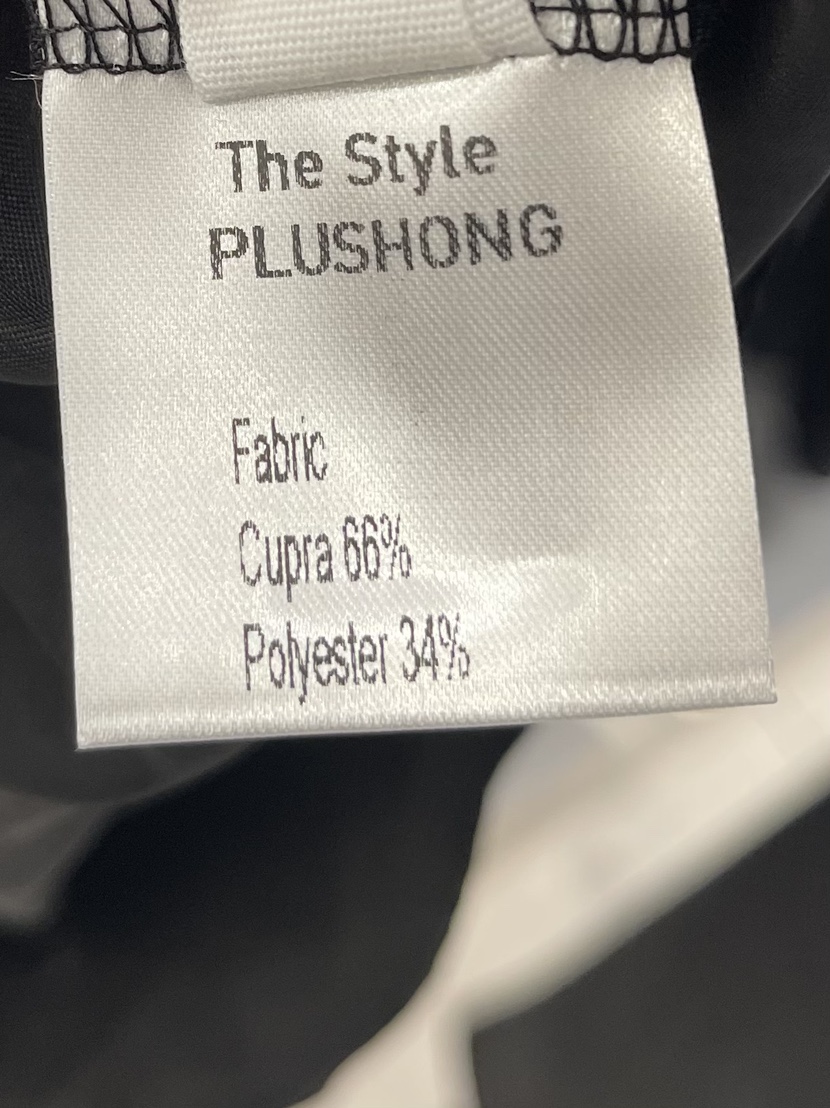 The Style
PLUSHONG
Fabric
Cupra 66%
Polyester 34%